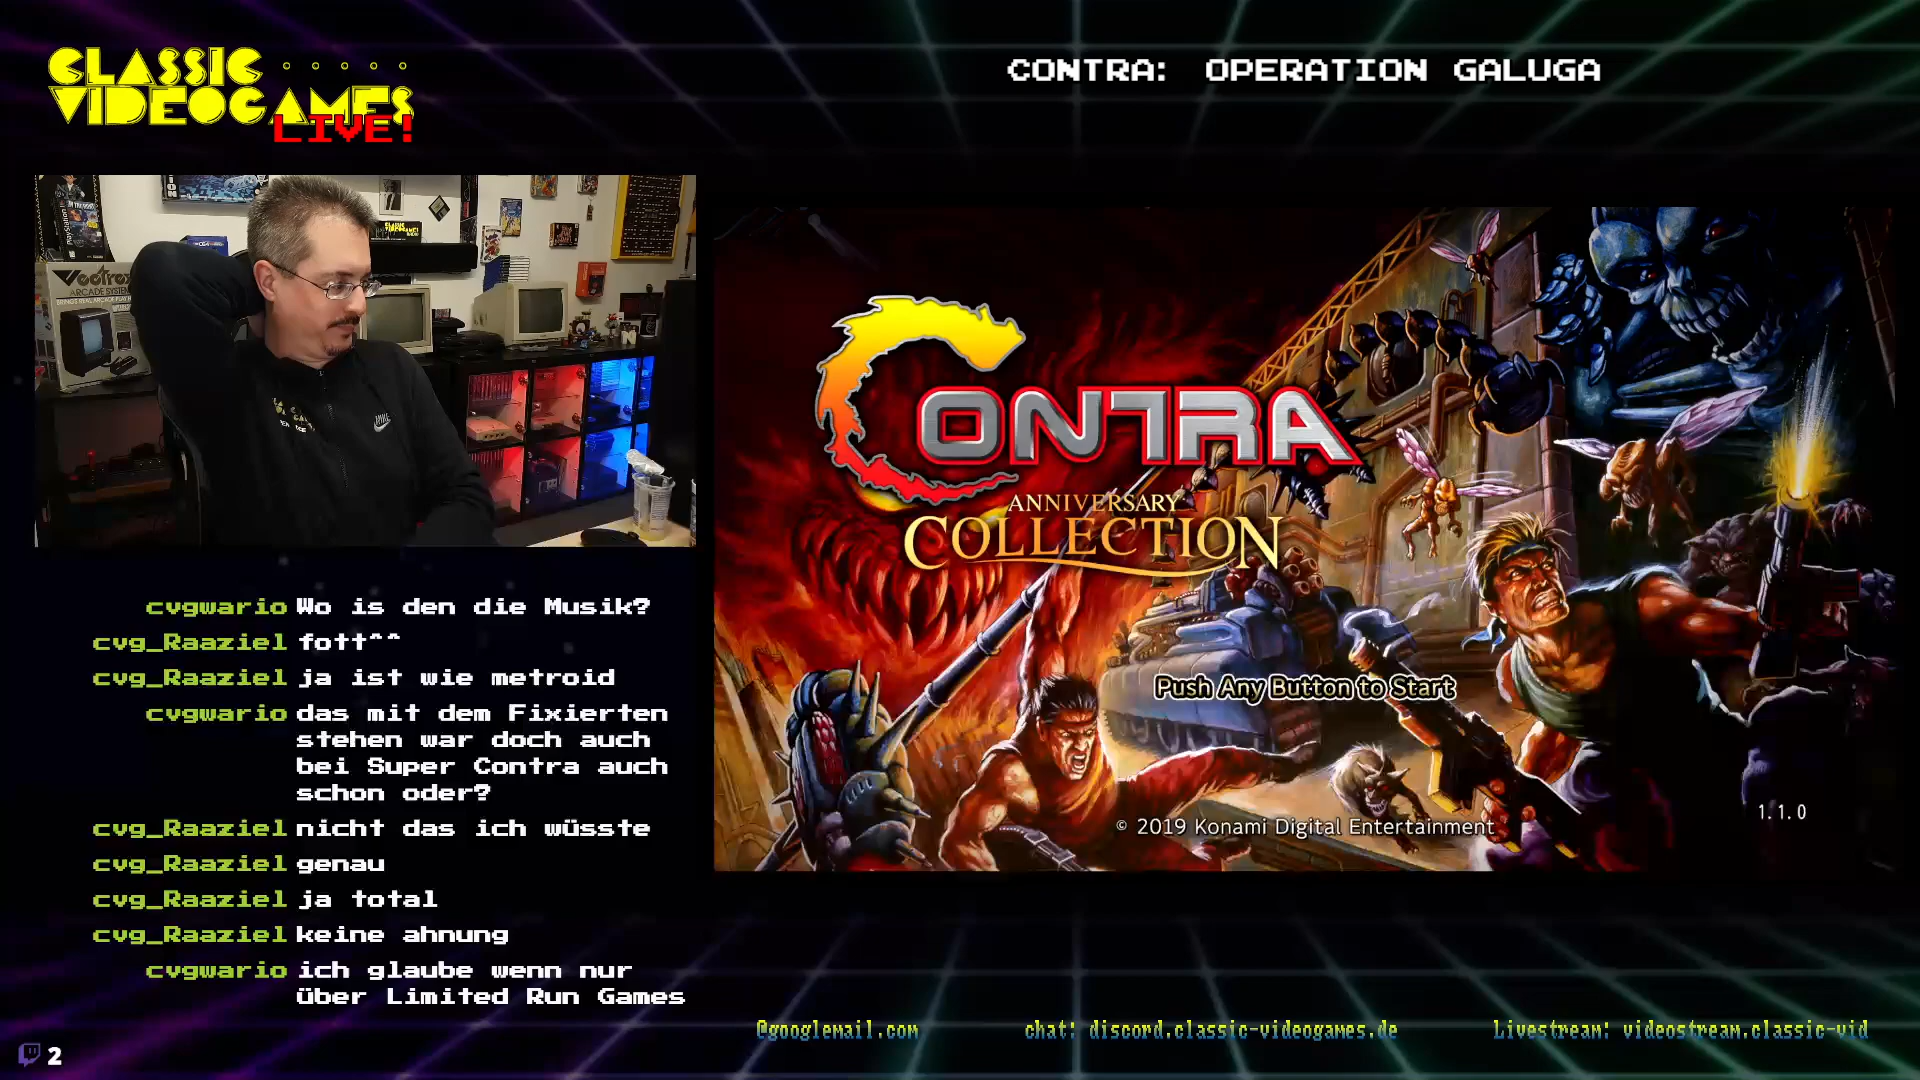 CLASSIC
VIDEOGAMES
LIVE!
CONTRA: OPERATION GALUGA
Vectrex
ARCADE SYSTEM
NIKE
CONTRA
ANNIVERSARY
COLLECTION
Push Any Button to Start
1.1.0
© 2019 Konami Digital Entertainment
cvgwario Wo is den die Musik?
cvg_Raaziel fott^^
cvg_Raaziel ja ist wie metroid
cvgwario das mit dem Fixierten
stehen war doch auch
bei Super Contra auch
schon oder?
cvg_Raaziel nicht das ich wüsste
cvg_Raaziel genau
cvg_Raaziel ja total
cvg_Raaziel keine ahnung
cvgwario ich glaube wenn nur
über Limited Run Games
@googlemail.com chat: discord.classic-videogames.de Livestream: videostream.classic-vid
2